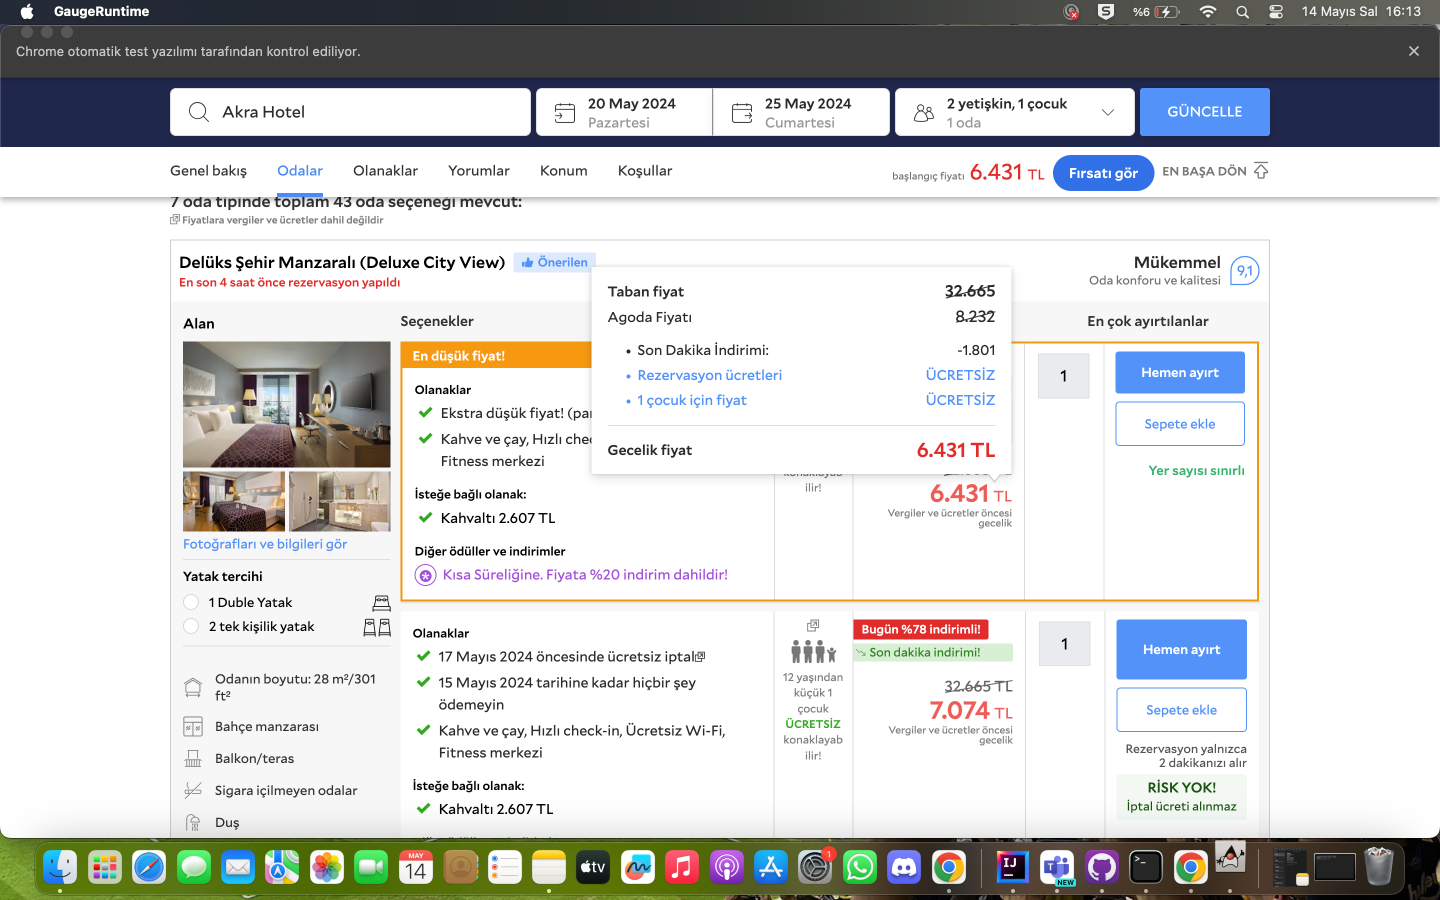 GaugeRuntime
%6
14 Mayıs Sal 16:13
Chrome otomatik test yazılımı tarafından kontrol ediliyor.
Akra Hotel
20 May 2024
Pazartesi
25 May 2024
Cumartesi
2 yetişkin, 1 çocuk
1 oda
GÜNCELLE
Genel bakış
Odalar
Olanaklar
Yorumlar
Konum
Koşullar
başlangıç fiyatı 6.431 TL
Fırsatı gör
EN BAŞA DÖN
7 oda tipinde toplam 43 oda seçeneği mevcut:
Fiyatlara vergiler ve ücretler dahil değildir
Delüks Şehir Manzaralı (Deluxe City View)
Önerilen
En son 4 saat önce rezervasyon yapıldı
Mükemmel
Oda konforu ve kalitesi
9,1
Alan
Seçenekler
En çok ayırtılanlar
Taban fiyat 32.665
Agoda Fiyatı 8.232
• Son Dakika İndirimi: -1.801
• Rezervasyon ücretleri ÜCRETSİZ
• 1 çocuk için fiyat ÜCRETSİZ
Gecelik fiyat 6.431 TL
En düşük fiyat!
Olanaklar
Ekstra düşük fiyat! (
Kahve ve çay, Hızlı
Fitness merkezi
İsteğe bağlı olanak:
Kahvaltı 2.607 TL
Diğer ödüller ve indirimler
Kısa Süreliğine. Fiyata %20 indirim dahildir!
konaklayab
ilir!
6.431 TL
Vergiler ve ücretler öncesi
gecelik
1
Hemen ayırt
Sepete ekle
Yer sayısı sınırlı
Fotoğrafları ve bilgileri gör
Yatak tercihi
1 Duble Yatak
2 tek kişilik yatak
Odanın boyutu: 28 m²/301
ft²
Bahçe manzarası
Balkon/teras
Sigara içilmeyen odalar
Duş
Olanaklar
17 Mayıs 2024 öncesinde ücretsiz iptal
15 Mayıs 2024 tarihine kadar hiçbir şey
ödemeyin
Kahve ve çay, Hızlı check-in, Ücretsiz Wi-Fi,
Fitness merkezi
İsteğe bağlı olanak:
Kahvaltı 2.607 TL
12 yaşından
küçük 1
çocuk
ÜCRETSİZ
konaklayab
ilir!
Bugün %78 indirimli!
Son dakika indirimi!
32.665 TL
7.074 TL
Vergiler ve ücretler öncesi
gecelik
1
Hemen ayırt
Sepete ekle
Rezervasyon yalnızca
2 dakikanızı alır
RİSK YOK!
İptal ücreti alınmaz
MAY
14
tv
1
IJ
NEW